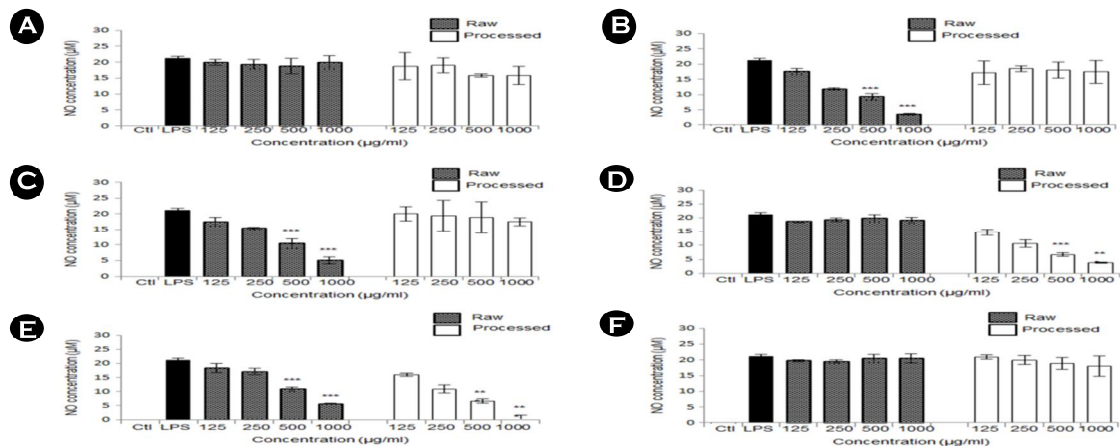 A
NO concentration (µM)
30
25
20
15
10
5
0
Raw
Processed
Ctl LPS 125 250 500 1000 125 250 500 1000
Concentration (µg/ml)
B
NO concentration (µM)
30
25
20
15
10
5
0
Raw
Processed
*** ***
Ctl LPS 125 250 500 1000 125 250 500 1000
Concentration (µg/ml)
C
NO concentration (µM)
30
25
20
15
10
5
0
Raw
Processed
*** ***
Ctl LPS 125 250 500 1000 125 250 500 1000
Concentration (µg/ml)
D
NO concentration (µM)
30
25
20
15
10
5
0
Raw
Processed
*** **
Ctl LPS 125 250 500 1000 125 250 500 1000
Concentration (µg/ml)
E
NO concentration (µM)
30
25
20
15
10
5
0
Raw
Processed
*** *** ** **
Ctl LPS 125 250 500 1000 125 250 500 1000
Concentration (µg/ml)
F
NO concentration (µM)
30
25
20
15
10
5
0
Raw
Processed
Ctl LPS 125 250 500 1000 125 250 500 1000
Concentration (µg/ml)